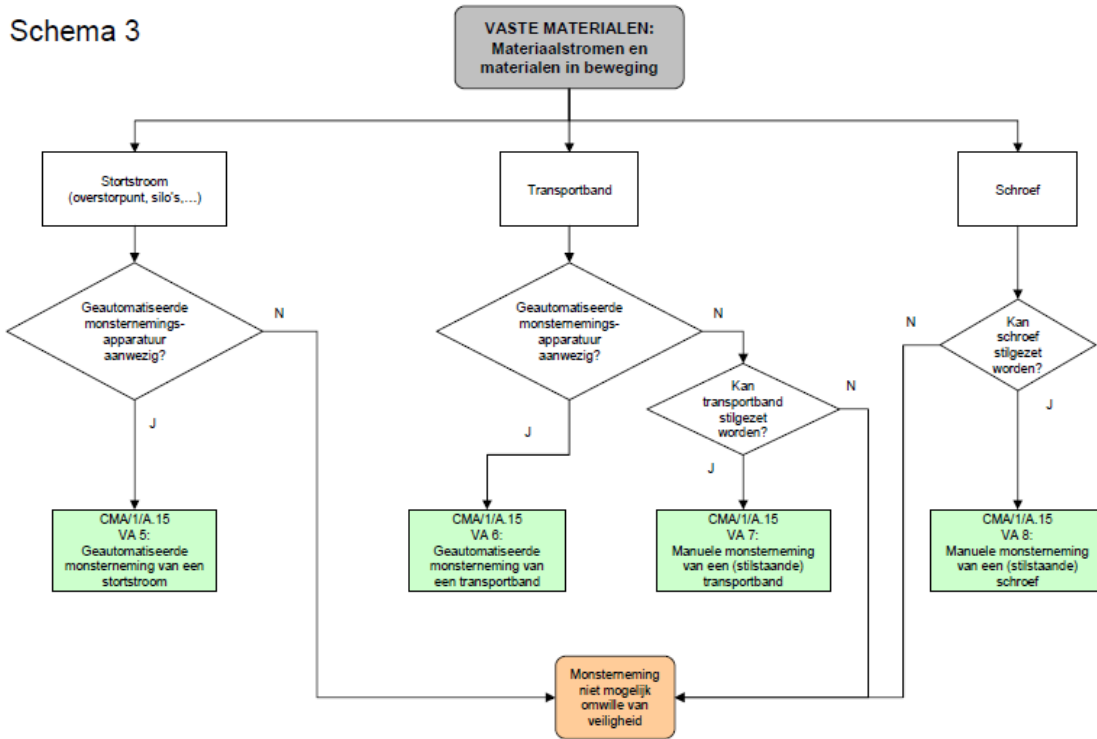 Schema 3
VASTE MATERIALEN:
Materiaalstromen en
materialen in beweging
Stortstroom
(overstorpunt, silo's,...)
Transportband
Schroef
Geautomatiseerde
monsternemings-
apparatuur
aanwezig?
N
J
Geautomatiseerde
monsternemings-
apparatuur
aanwezig?
N
J
Kan
transportband
stilgezet
worden?
N
J
Kan
schroef
stilgezet
worden?
N
J
CMA/1/A.15
VA 5:
Geautomatiseerde
monsterneming van een
stortstroom
CMA/1/A.15
VA 6:
Geautomatiseerde
monsterneming van
een transportband
CMA/1/A.15
VA 7:
Manuele monsterneming
van een (stilstaande)
transportband
CMA/1/A.15
VA 8:
Manuele monsterneming
van een (stilstaande)
schroef
Monsterneming
niet mogelijk
omwille van
veiligheid